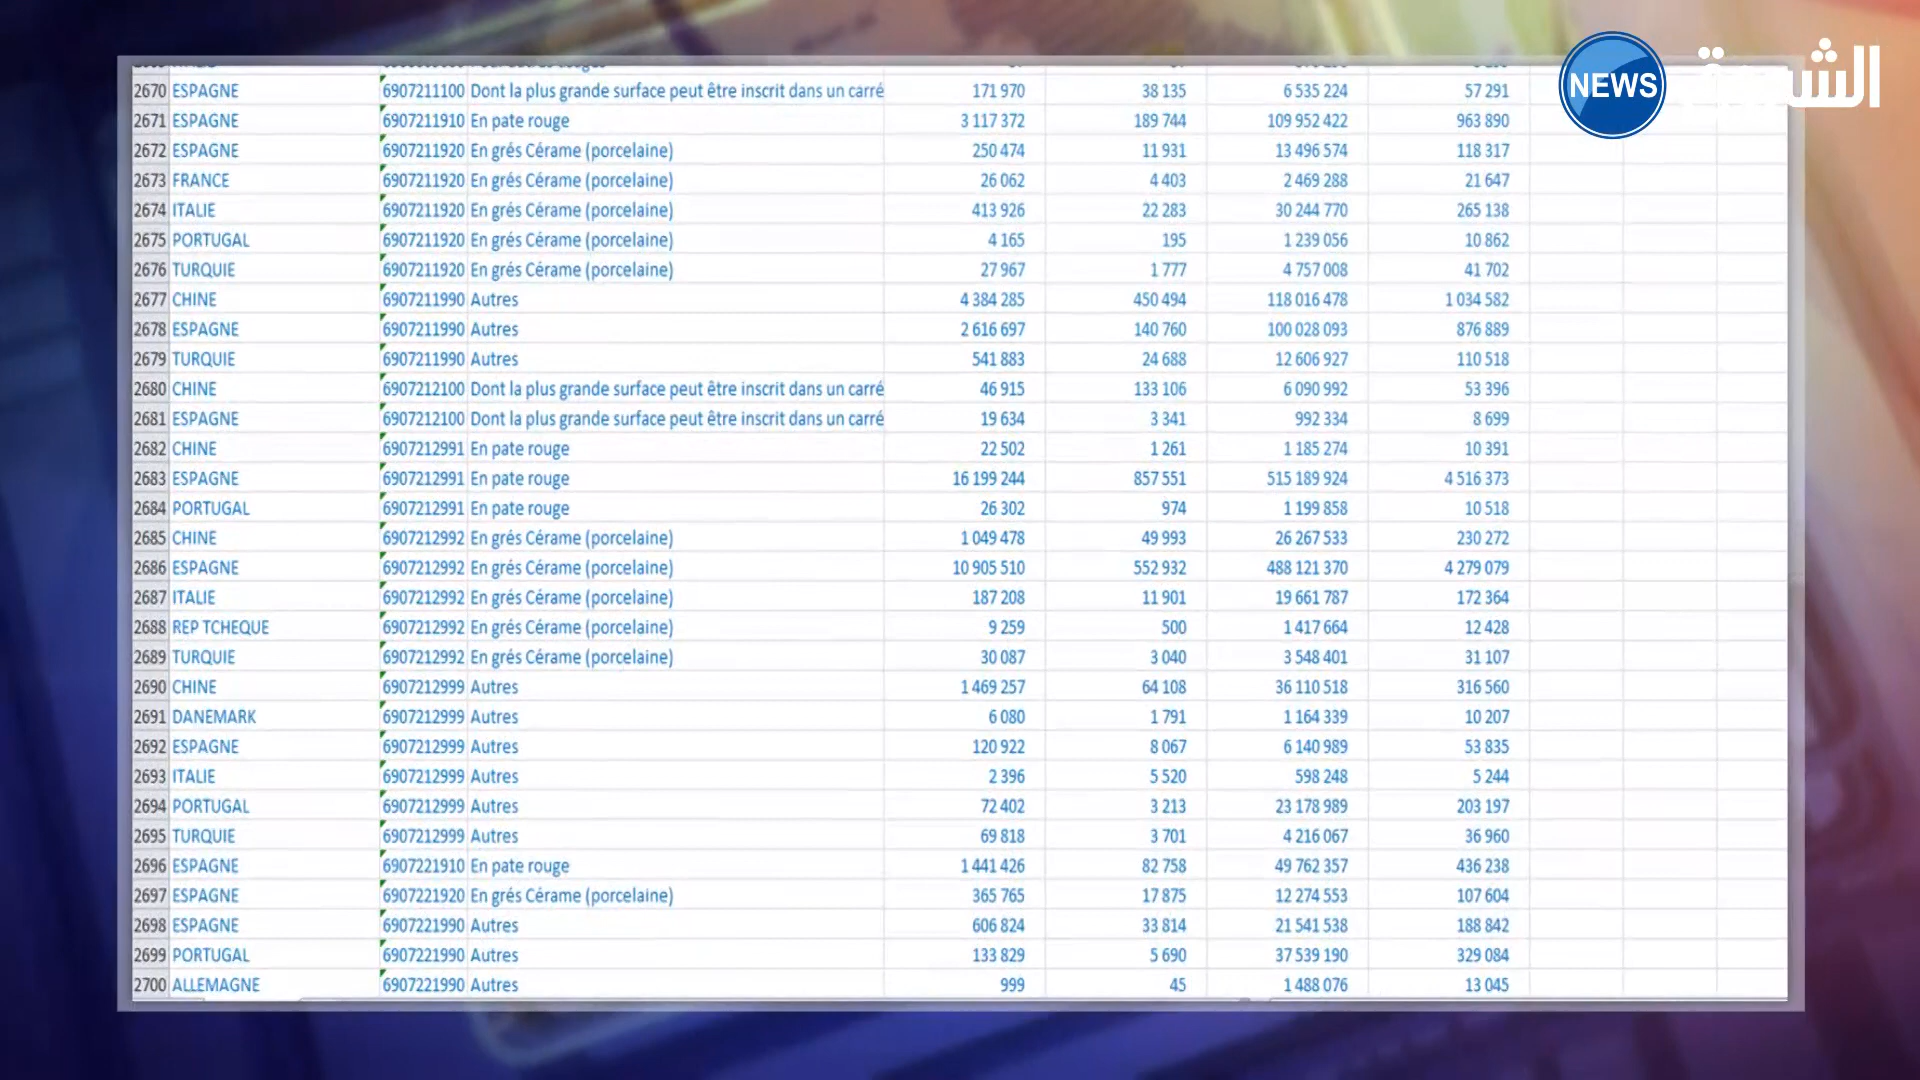 NEWS الشروق
2670 ESPAGNE 6907211100 Dont la plus grande surface peut être inscrit dans un carré 171 970 38 135 6 535 224 57 291
2671 ESPAGNE 6907211910 En pate rouge 3 117 372 189 744 109 952 422 963 890
2672 ESPAGNE 6907211920 En grés Cérame (porcelaine) 250 474 11 931 13 496 574 118 317
2673 FRANCE 6907211920 En grés Cérame (porcelaine) 26 062 4 403 2 469 288 21 647
2674 ITALIE 6907211920 En grés Cérame (porcelaine) 413 926 22 283 30 244 770 265 138
2675 PORTUGAL 6907211920 En grés Cérame (porcelaine) 4 165 195 1 239 056 10 862
2676 TURQUIE 6907211920 En grés Cérame (porcelaine) 27 967 1 777 4 757 008 41 702
2677 CHINE 6907211990 Autres 4 384 285 450 494 118 016 478 1 034 582
2678 ESPAGNE 6907211990 Autres 2 616 697 140 760 100 028 093 876 889
2679 TURQUIE 6907211990 Autres 541 883 24 688 12 606 927 110 518
2680 CHINE 6907212100 Dont la plus grande surface peut être inscrit dans un carré 46 915 133 106 6 090 992 53 396
2681 ESPAGNE 6907212100 Dont la plus grande surface peut être inscrit dans un carré 19 634 3 341 992 334 8 699
2682 CHINE 6907212991 En pate rouge 22 502 1 261 1 185 274 10 391
2683 ESPAGNE 6907212991 En pate rouge 16 199 244 857 551 515 189 924 4 516 373
2684 PORTUGAL 6907212991 En pate rouge 26 302 974 1 199 858 10 518
2685 CHINE 6907212992 En grés Cérame (porcelaine) 1 049 478 49 993 26 267 533 230 272
2686 ESPAGNE 6907212992 En grés Cérame (porcelaine) 10 905 510 552 932 488 121 370 4 279 079
2687 ITALIE 6907212992 En grés Cérame (porcelaine) 187 208 11 901 19 661 787 172 364
2688 REP TCHEQUE 6907212992 En grés Cérame (porcelaine) 9 259 500 1 417 664 12 428
2689 TURQUIE 6907212992 En grés Cérame (porcelaine) 30 087 3 040 3 548 401 31 107
2690 CHINE 6907212999 Autres 1 469 257 64 108 36 110 518 316 560
2691 DANEMARK 6907212999 Autres 6 080 1 791 1 164 339 10 207
2692 ESPAGNE 6907212999 Autres 120 922 8 067 6 140 989 53 835
2693 ITALIE 6907212999 Autres 2 396 5 520 598 248 5 244
2694 PORTUGAL 6907212999 Autres 72 402 3 213 23 178 989 203 197
2695 TURQUIE 6907212999 Autres 69 818 3 701 4 216 067 36 960
2696 ESPAGNE 6907221910 En pate rouge 1 441 426 82 758 49 762 357 436 238
2697 ESPAGNE 6907221920 En grés Cérame (porcelaine) 365 765 17 875 12 274 553 107 604
2698 ESPAGNE 6907221990 Autres 606 824 33 814 21 541 538 188 842
2699 PORTUGAL 6907221990 Autres 133 829 5 690 37 539 190 329 084
2700 ALLEMAGNE 6907221990 Autres 999 45 1 488 076 13 045